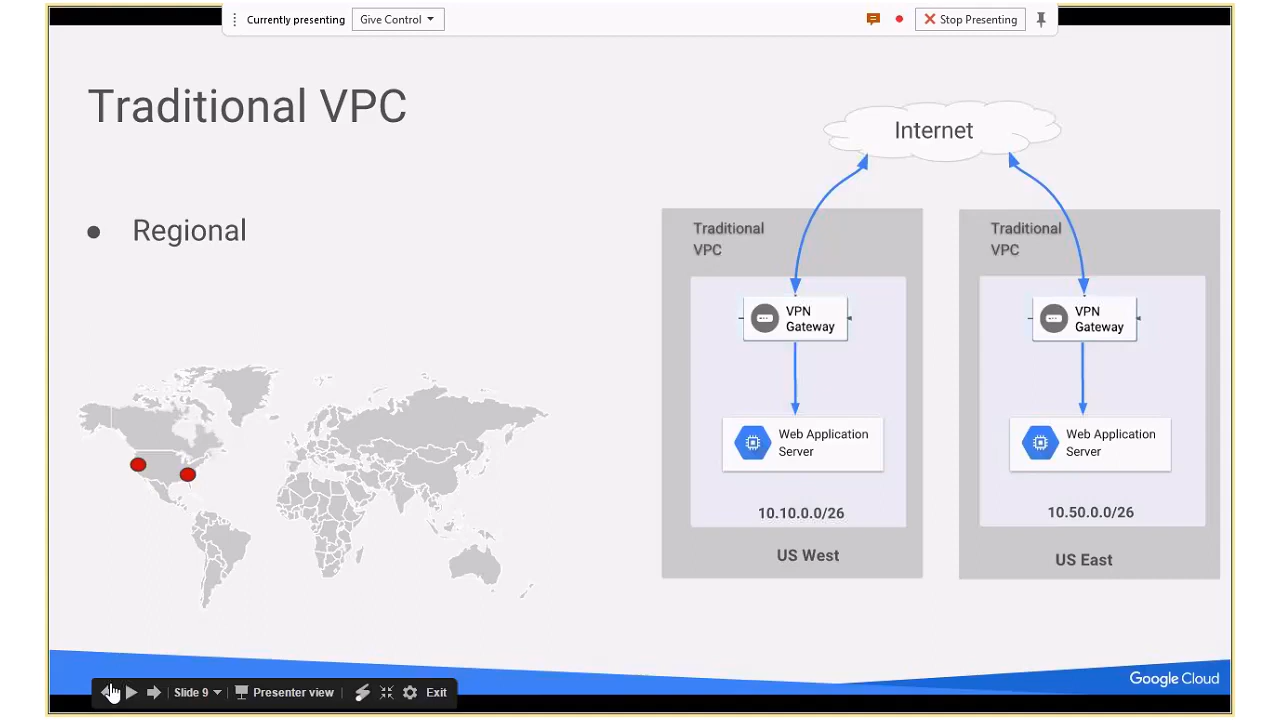 Currently presenting
Give Control
Stop Presenting
Traditional VPC
Internet
• Regional
Traditional
VPC
VPN
Gateway
Web Application
Server
10.10.0.0/26
US West
Traditional
VPC
VPN
Gateway
Web Application
Server
10.50.0.0/26
US East
Google Cloud
Slide 9
Presenter view
Exit